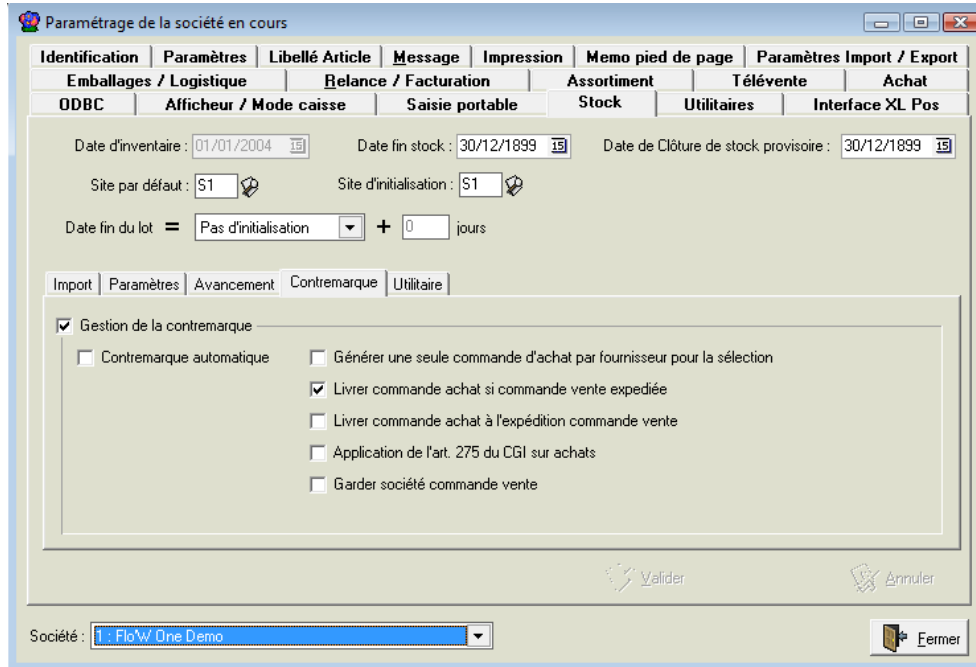 Paramétrage de la société en cours
Identification Paramètres Libellé Article Message Impression Memo pied de page Paramètres Import / Export
Emballages / Logistique Relance / Facturation Assortiment Télévente Achat
ODBC Afficheur / Mode caisse Saisie portable Stock Utilitaires Interface XL Pos
Date d'inventaire : 01/01/2004 15 Date fin stock : 30/12/1899 15 Date de Clôture de stock provisoire : 30/12/1899 15
Site par défaut : S1 Site d'initialisation : S1
Date fin du lot = Pas d'initialisation + 0 jours
Import Paramètres Avancement Contremarque Utilitaire
Gestion de la contremarque
Contremarque automatique Générer une seule commande d'achat par fournisseur pour la sélection
Livrer commande achat si commande vente expediée
Livrer commande achat à l'expédition commande vente
Application de l'art. 275 du CGI sur achats
Garder société commande vente
Valider Annuler
Société : 1 : Flo'W One Demo Fermer